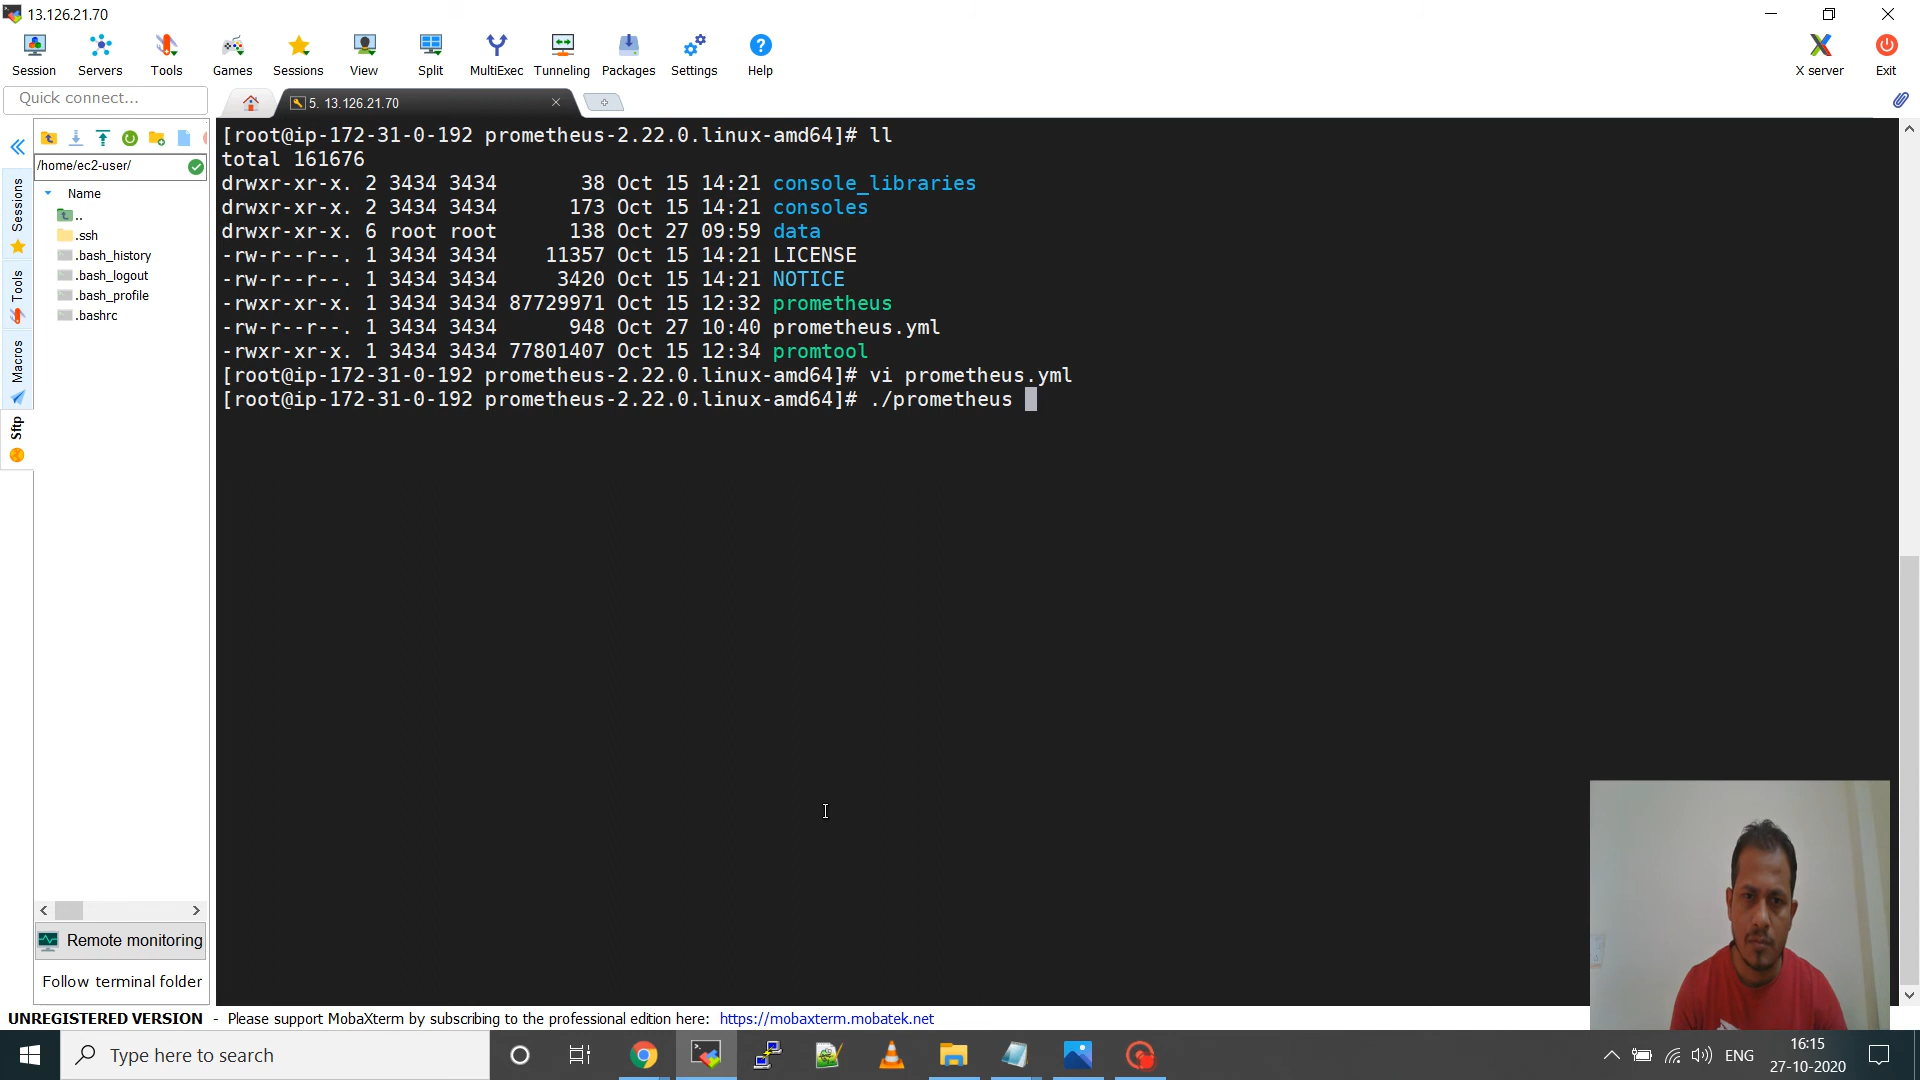 13.126.21.70
Session Servers Tools Games Sessions View Split MultiExec Tunneling Packages Settings Help X server Exit
Quick connect...
5. 13.126.21.70
/home/ec2-user/
Name
..
.ssh
.bash_history
.bash_logout
.bash_profile
.bashrc
Sessions
Tools
Macros
Sftp
[root@ip-172-31-0-192 prometheus-2.22.0.linux-amd64]# ll
total 161676
drwxr-xr-x. 2 3434 3434 38 Oct 15 14:21 console_libraries
drwxr-xr-x. 2 3434 3434 173 Oct 15 14:21 consoles
drwxr-xr-x. 6 root root 138 Oct 27 09:59 data
-rw-r--r--. 1 3434 3434 11357 Oct 15 14:21 LICENSE
-rw-r--r--. 1 3434 3434 3420 Oct 15 14:21 NOTICE
-rwxr-xr-x. 1 3434 3434 87729971 Oct 15 12:32 prometheus
-rw-r--r--. 1 3434 3434 948 Oct 27 10:40 prometheus.yml
-rwxr-xr-x. 1 3434 3434 77801407 Oct 15 12:34 promtool
[root@ip-172-31-0-192 prometheus-2.22.0.linux-amd64]# vi prometheus.yml
[root@ip-172-31-0-192 prometheus-2.22.0.linux-amd64]# ./prometheus
Remote monitoring
Follow terminal folder
UNREGISTERED VERSION - Please support MobaXterm by subscribing to the professional edition here: https://mobaxterm.mobatek.net
Type here to search
ENG
16:15
27-10-2020